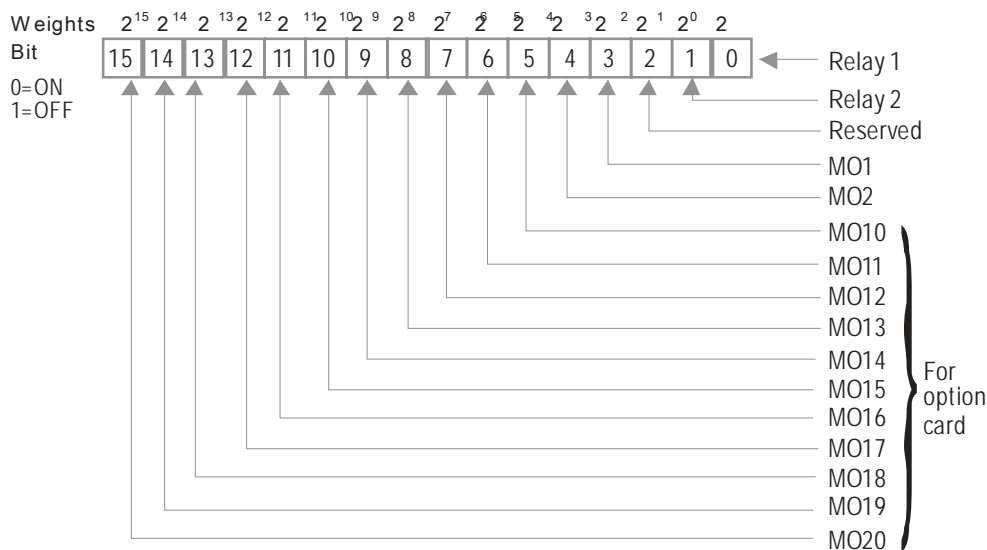 Weights 2¹⁵ 2¹⁴ 2¹³ 2¹² 2¹¹ 2¹⁰ 2⁹ 2⁸ 2⁷ 2⁶ 2⁵ 2⁴ 2³ 2² 2¹ 2⁰ 2
Bit 15 14 13 12 11 10 9 8 7 6 5 4 3 2 1 0 Relay 1
0=ON
1=OFF
Relay 2
Reserved
MO1
MO2
MO10
MO11
MO12
MO13
MO14
MO15
MO16
MO17
MO18
MO19
MO20
For
option
card